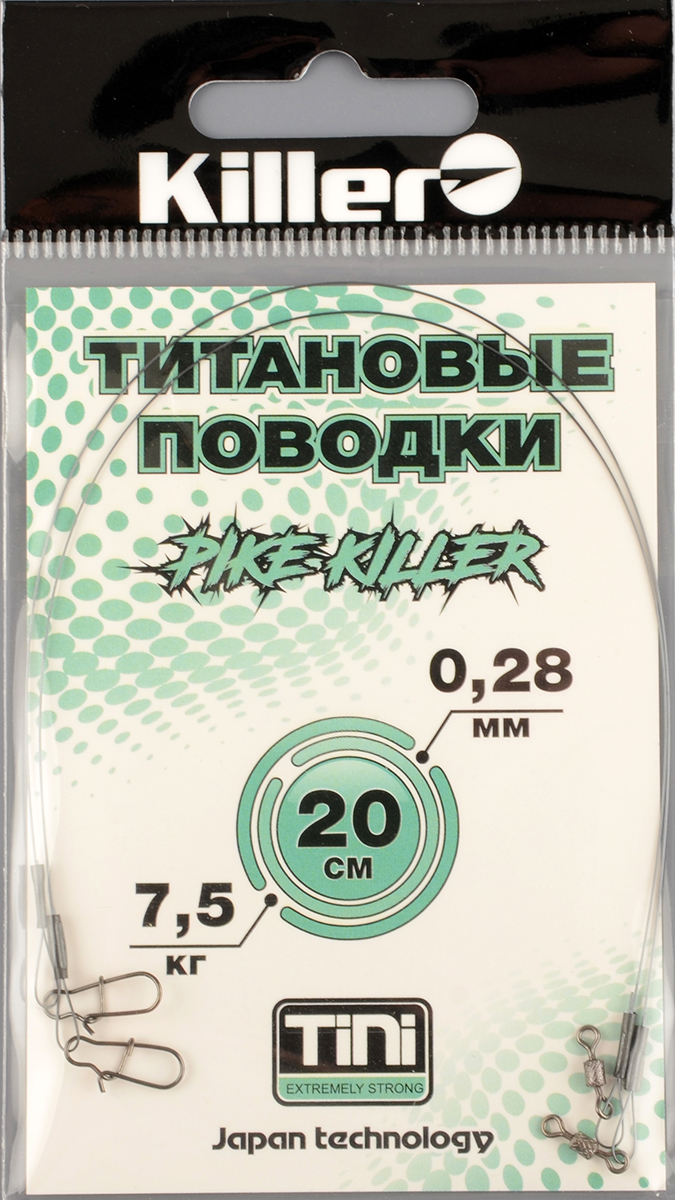 Killer
ТИТАНОВЫЕ
ПОВОДКИ
PIKE KILLER
0,28
мм
20
см
7,5
кг
TiNi
EXTREMELY STRONG
Japan technology